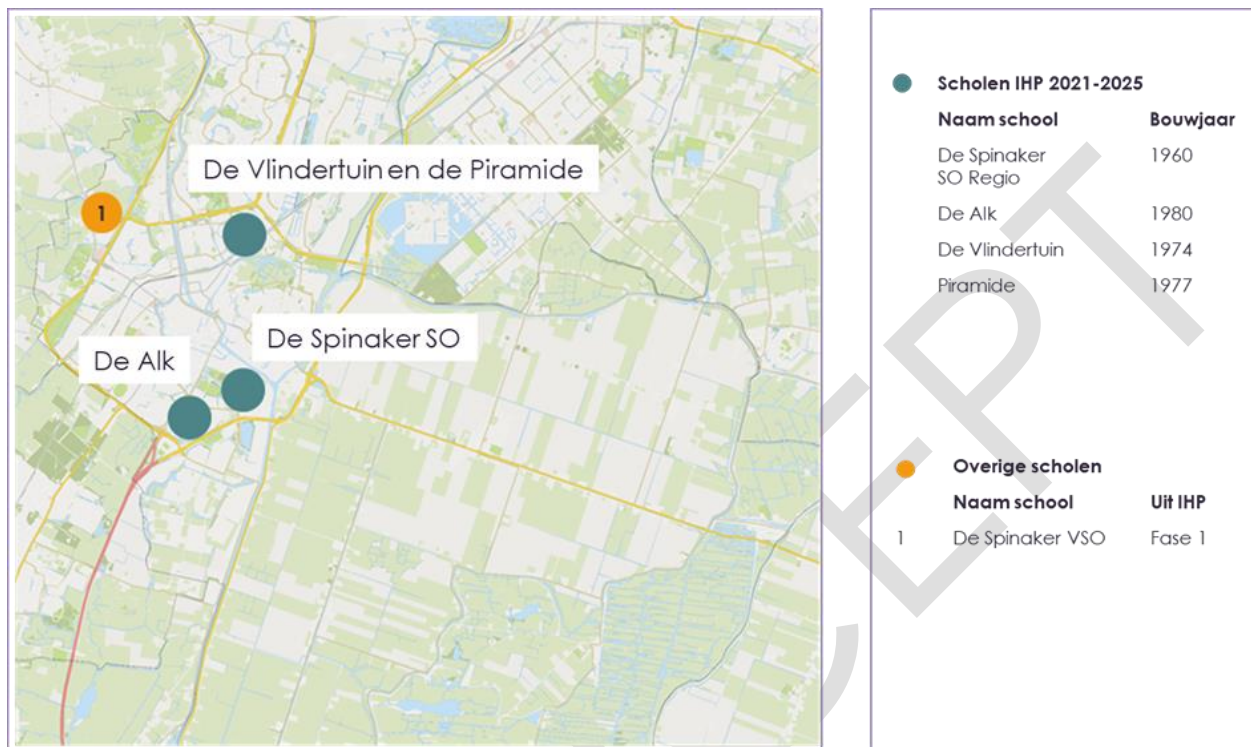 De Vlindertuin en de Piramide
1
De Spinaker SO
De Alk
Scholen IHP 2021-2025
Naam school Bouwjaar
De Spinaker 1960
SO Regio
De Alk 1980
De Vlindertuin 1974
Piramide 1977
Overige scholen
Naam school Uit IHP
1 De Spinaker VSO Fase 1
CEPT